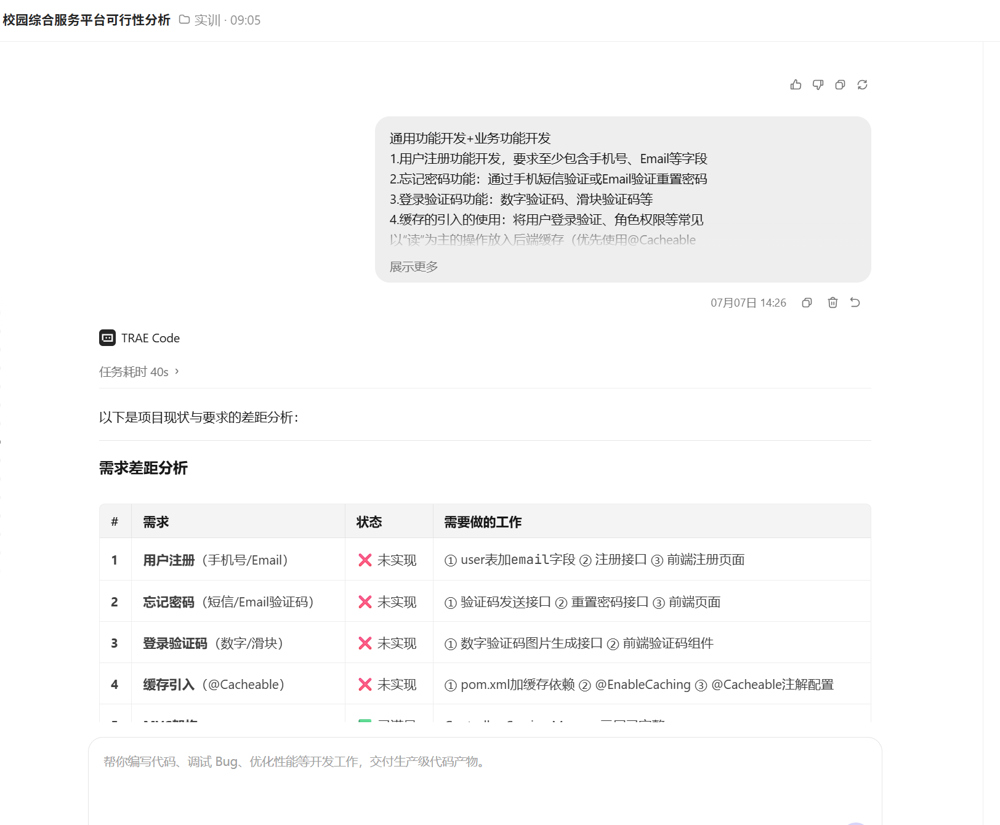 校园综合服务平台可行性分析 实训 · 09:05
通用功能开发+业务功能开发
1.用户注册功能开发，要求至少包含手机号、Email等字段
2.忘记密码功能：通过手机短信验证或Email验证重置密码
3.登录验证码功能：数字验证码、滑块验证码等
4.缓存的引入的使用：将用户登录验证、角色权限等常见
以“读”为主的操作放入后端缓存（优先使用@Cacheable
展示更多
07月07日 14:26
TRAE Code
任务耗时 40s
以下是项目现状与要求的差距分析：
需求差距分析
# 需求 状态 需要做的工作
1 用户注册（手机号/Email） ❌ 未实现 ① user表加email字段 ② 注册接口 ③ 前端注册页面
2 忘记密码（短信/Email验证码） ❌ 未实现 ① 验证码发送接口 ② 重置密码接口 ③ 前端页面
3 登录验证码（数字/滑块） ❌ 未实现 ① 数字验证码图片生成接口 ② 前端验证码组件
4 缓存引入（@Cacheable） ❌ 未实现 ① pom.xml加缓存依赖 ② @EnableCaching ③ @Cacheable注解配置
帮你编写代码、调试 Bug、优化性能等开发工作，交付生产级代码产物。